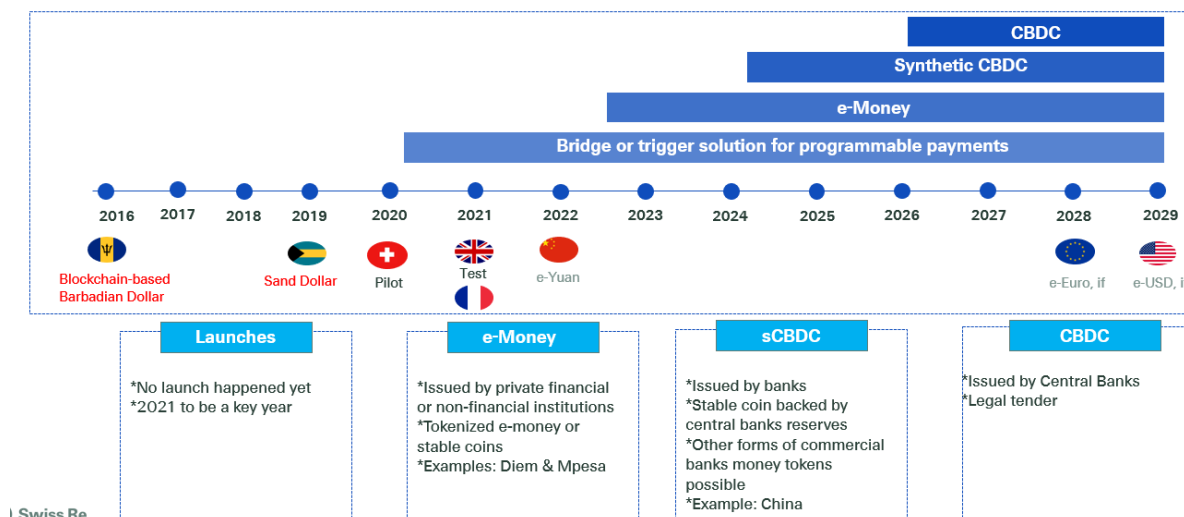 CBDC
Synthetic CBDC
e-Money
Bridge or trigger solution for programmable payments
2016 2017 2018 2019 2020 2021 2022 2023 2024 2025 2026 2027 2028 2029
Blockchain-based
Barbadian Dollar
Sand Dollar
Pilot
Test
e-Yuan
e-Euro, if
e-USD, i
Launches
*No launch happened yet
*2021 to be a key year
e-Money
*Issued by private financial
or non-financial institutions
*Tokenized e-money or
stable coins
*Examples: Diem & Mpesa
sCBDC
*Issued by banks
*Stable coin backed by
central banks reserves
*Other forms of commercial
banks money tokens
possible
*Example: China
CBDC
*Issued by Central Banks
*Legal tender
Swiss Re